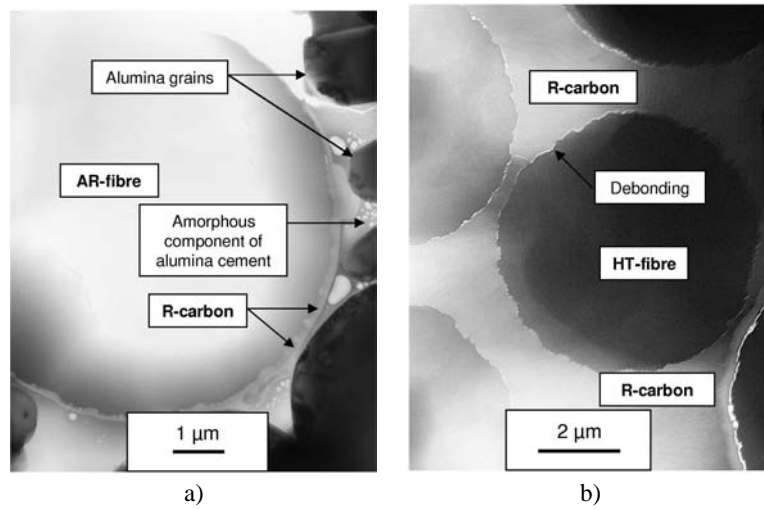 Alumina grains
AR-fibre
Amorphous
component of
alumina cement
R-carbon
1 µm
a)
R-carbon
Debonding
HT-fibre
R-carbon
2 µm
b)